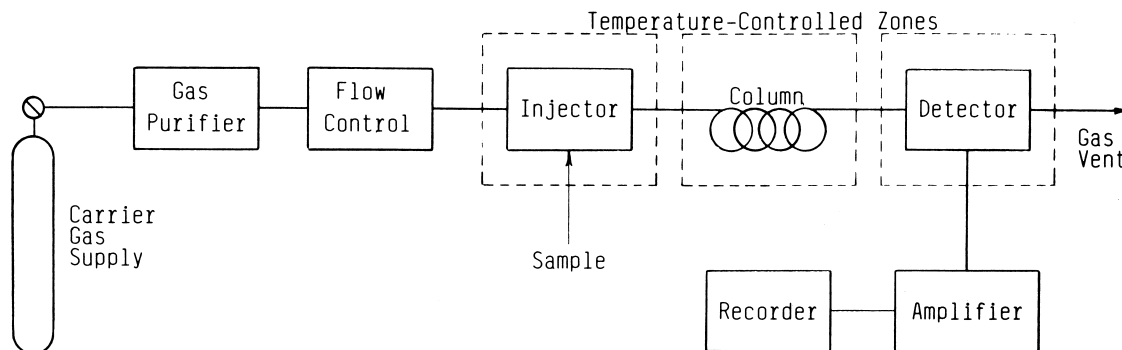 Temperature-Controlled Zones
Gas
Purifier
Flow
Control
Injector
Column
Detector
Gas
Vent
Carrier
Gas
Supply
Sample
Recorder
Amplifier